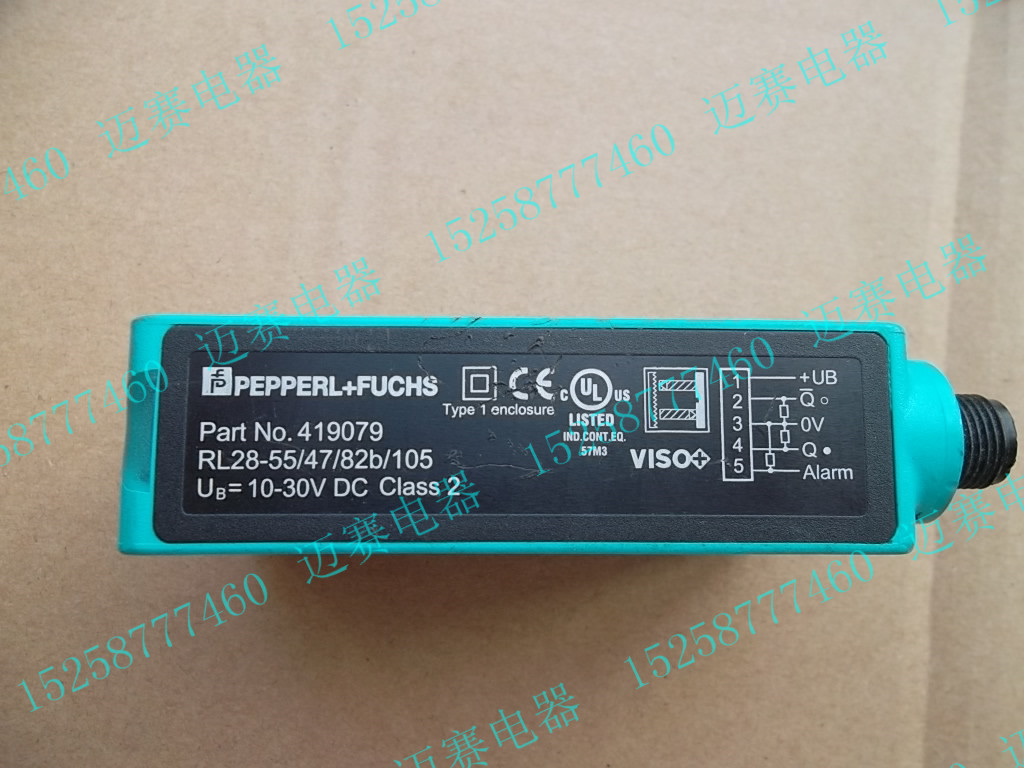 15258777460
迈赛电器
迈赛电器
460
15258777460
迈赛电器
迈赛电器
PEPPERL+FUCHS
Type 1 enclosure
C UL US
LISTED
IND.CONT.EQ.
57M3
Part No. 419079
RL28-55/47/82b/105
UB= 10-30V DC Class 2
VISO+
1 +UB
2 Q̅ ○
3 0V
4 Q ●
5 Alarm
15258777460
15258777460
迈赛电器
15258777460
15258777460
迈赛电器